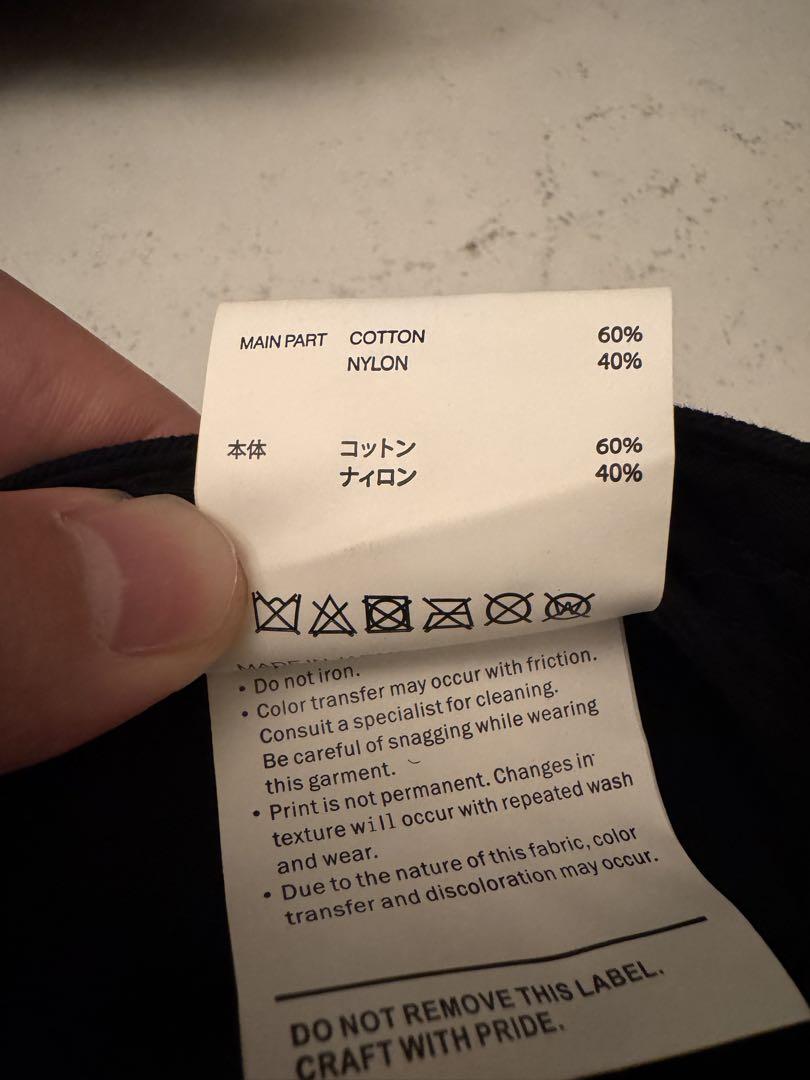 MAIN PART COTTON 60%
NYLON 40%
本体 コットン 60%
ナイロン 40%
MADE IN
• Do not iron.
• Color transfer may occur with friction.
Consuit a specialist for cleaning.
Be careful of snagging while wearing
this garment.
• Print is not permanent. Changes in
texture will occur with repeated wash
and wear.
• Due to the nature of this fabric, color
transfer and discoloration may occur.
DO NOT REMOVE THIS LABEL.
CRAFT WITH PRIDE.